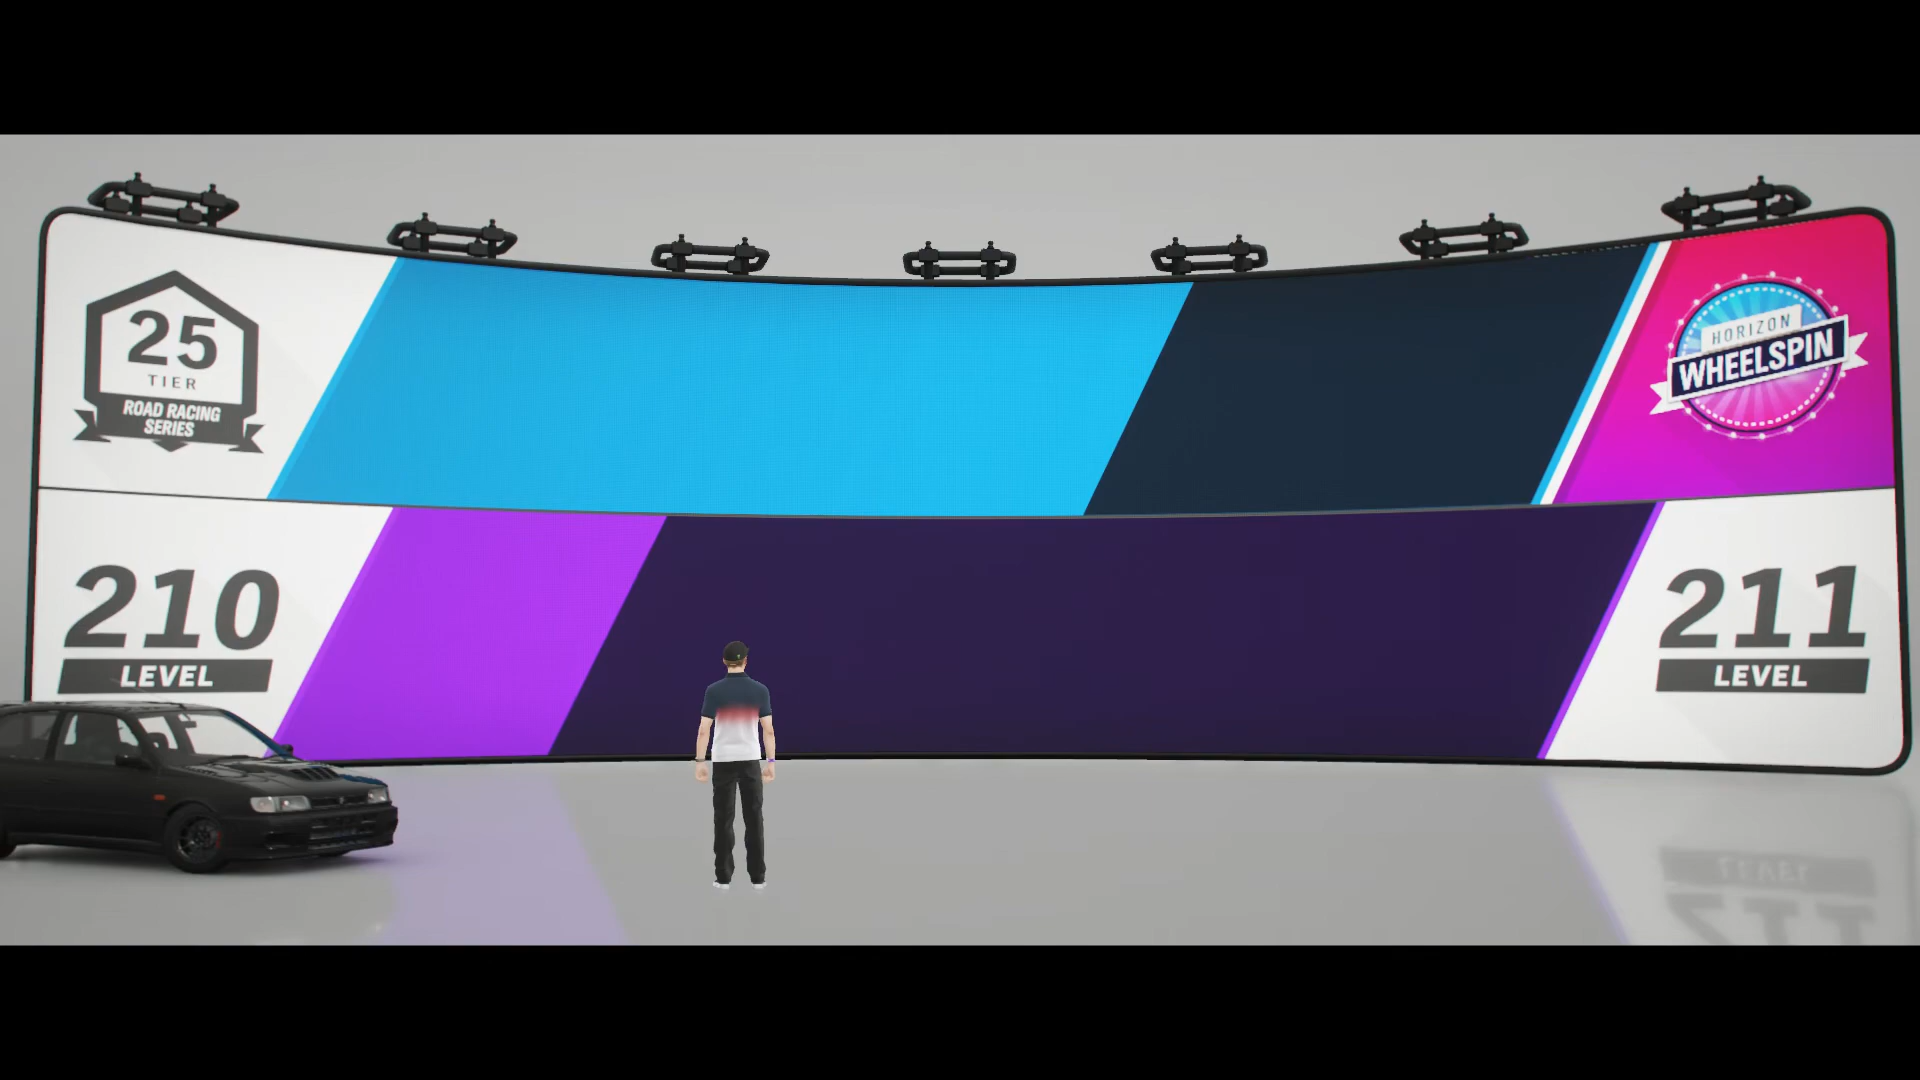 25
TIER
ROAD RACING
SERIES
HORIZON
WHEELSPIN
210
LEVEL
211
LEVEL